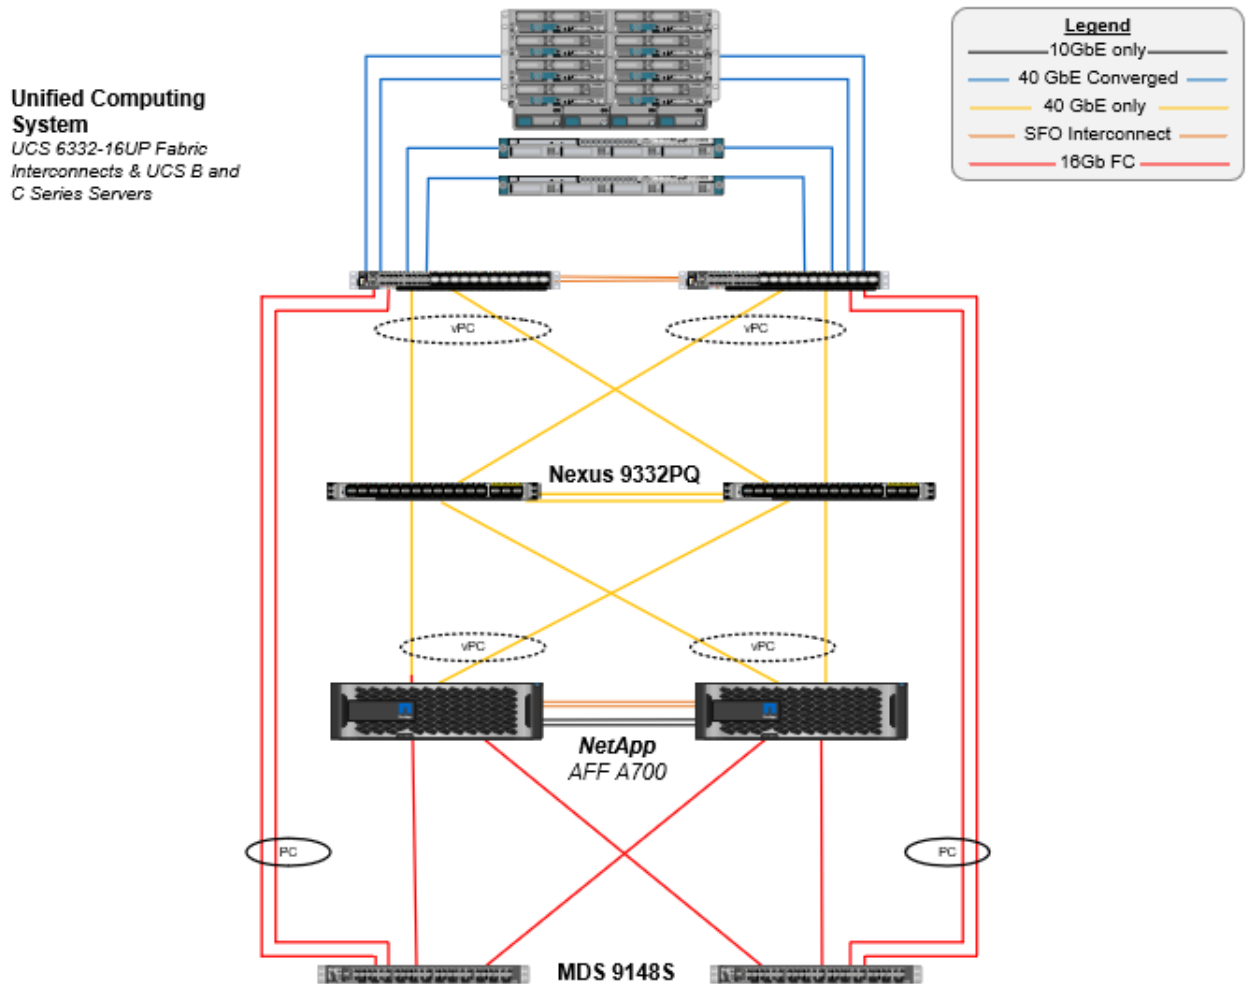 Legend
10GbE only
40 GbE Converged
40 GbE only
SFO Interconnect
16Gb FC
Unified Computing
System
UCS 6332-16UP Fabric
Interconnects & UCS B and
C Series Servers
vPC
vPC
Nexus 9332PQ
vPC
vPC
NetApp
AFF A700
PC
PC
MDS 9148S